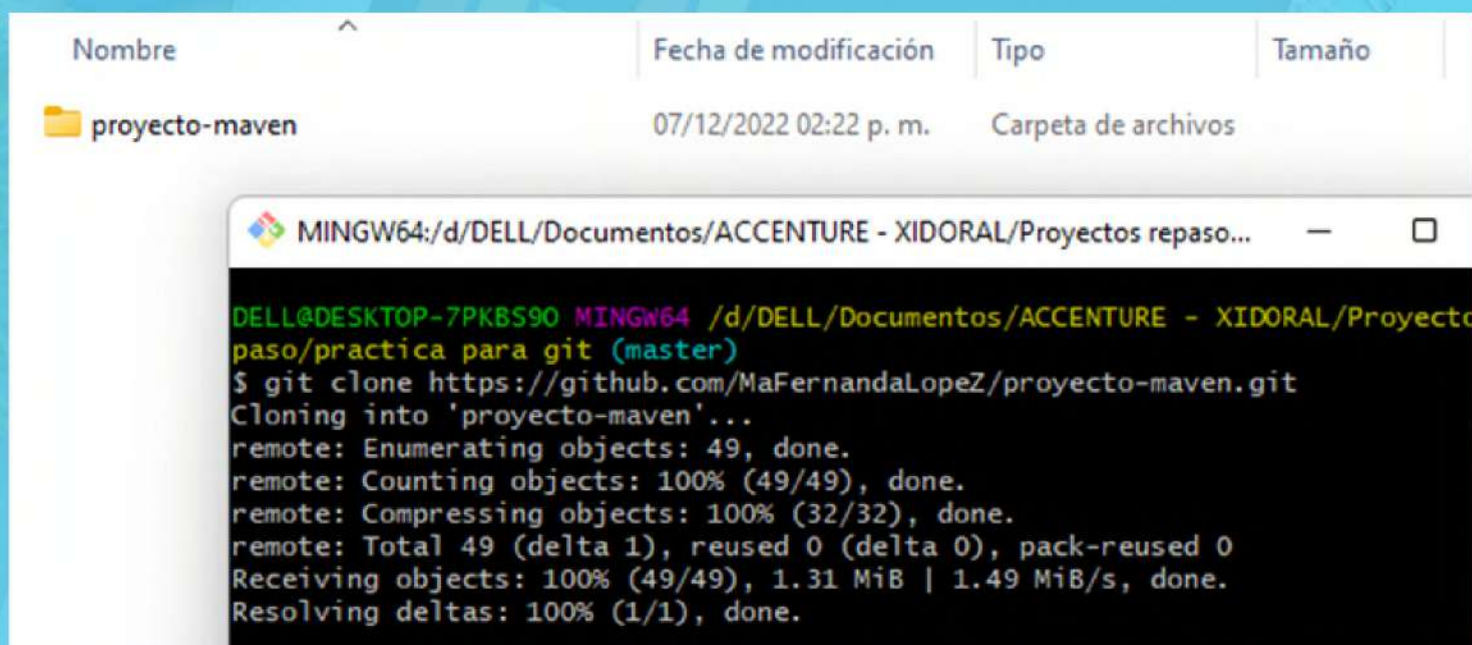 Nombre Fecha de modificación Tipo Tamaño
proyecto-maven 07/12/2022 02:22 p. m. Carpeta de archivos
MINGW64:/d/DELL/Documentos/ACCENTURE - XIDORAL/Proyectos repaso...
DELL@DESKTOP-7PKBS9O MINGW64 /d/DELL/Documentos/ACCENTURE - XIDORAL/Proyecto
paso/practica para git (master)
$ git clone https://github.com/MaFernandaLopeZ/proyecto-maven.git
Cloning into 'proyecto-maven'...
remote: Enumerating objects: 49, done.
remote: Counting objects: 100% (49/49), done.
remote: Compressing objects: 100% (32/32), done.
remote: Total 49 (delta 1), reused 0 (delta 0), pack-reused 0
Receiving objects: 100% (49/49), 1.31 MiB | 1.49 MiB/s, done.
Resolving deltas: 100% (1/1), done.